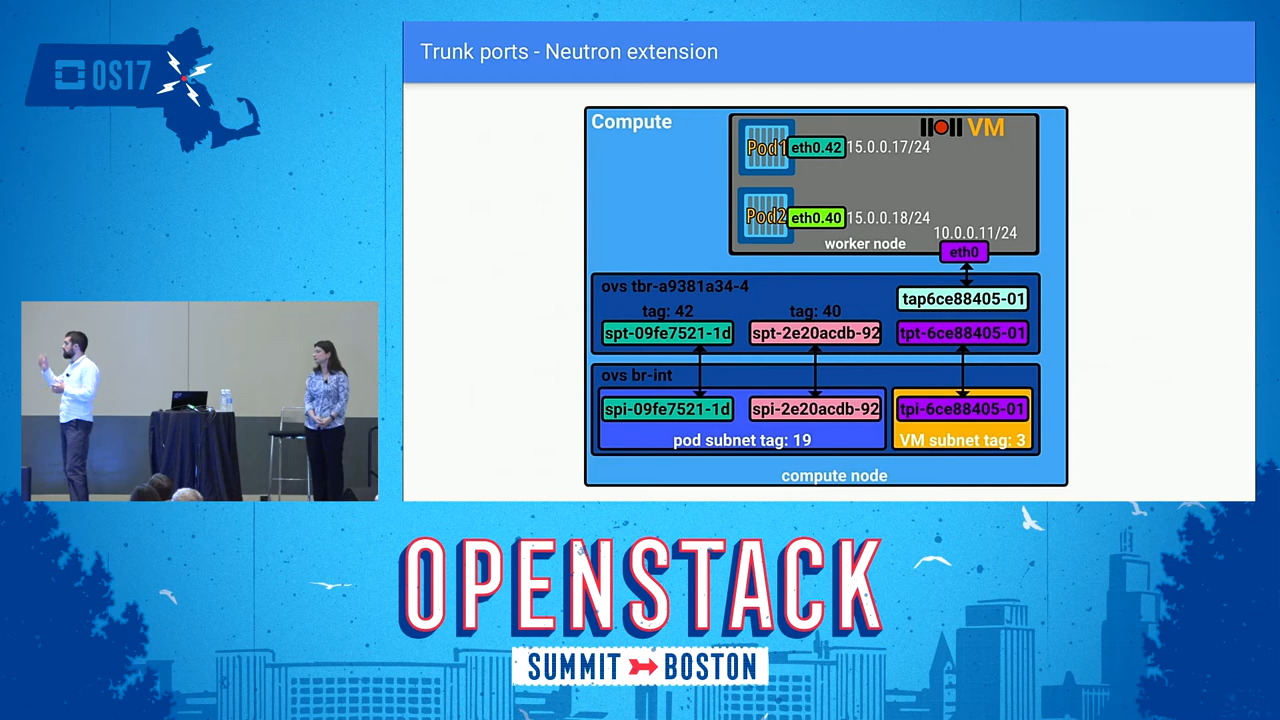 OS17
Trunk ports - Neutron extension
Compute
VM
Pod1
eth0.42
15.0.0.17/24
Pod2
eth0.40
15.0.0.18/24
10.0.0.11/24
worker node
eth0
ovs tbr-a9381a34-4
tap6ce88405-01
tag: 42
tag: 40
spt-09fe7521-1d
spt-2e20acdb-92
tpt-6ce88405-01
ovs br-int
spi-09fe7521-1d
spi-2e20acdb-92
tpi-6ce88405-01
pod subnet tag: 19
VM subnet tag: 3
compute node
OPENSTACK
SUMMIT BOSTON